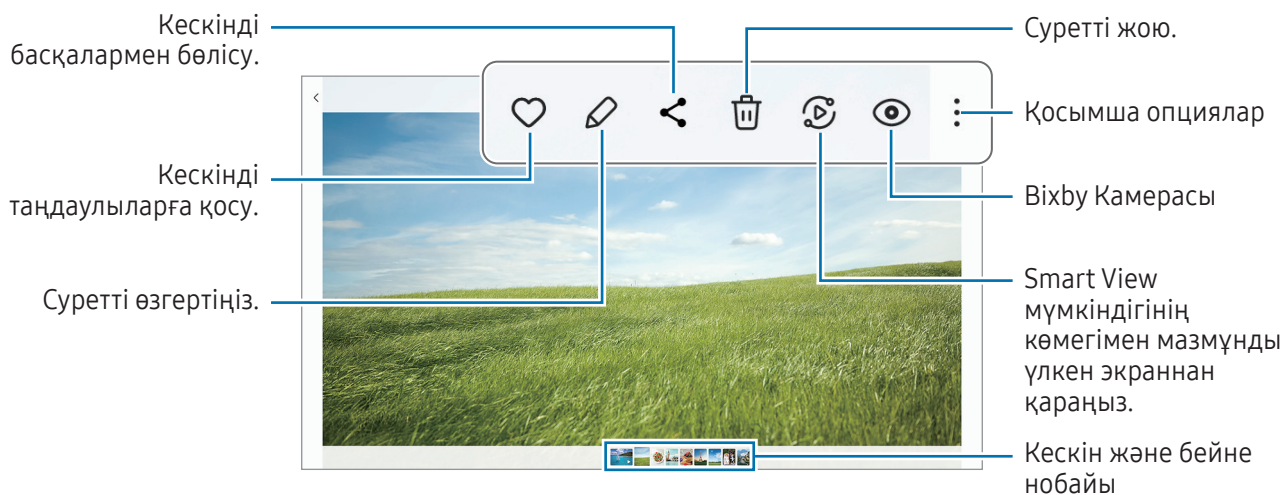 Кескінді
басқалармен бөлісу.
Кескінді
таңдаулыларға қосу.
Суретті өзгертіңіз.
Суретті жою.
Қосымша опциялар
Bixby Камерасы
Smart View
мүмкіндігінің
көмегімен мазмұнды
үлкен экраннан
қараңыз.
Кескін және бейне
нобайы